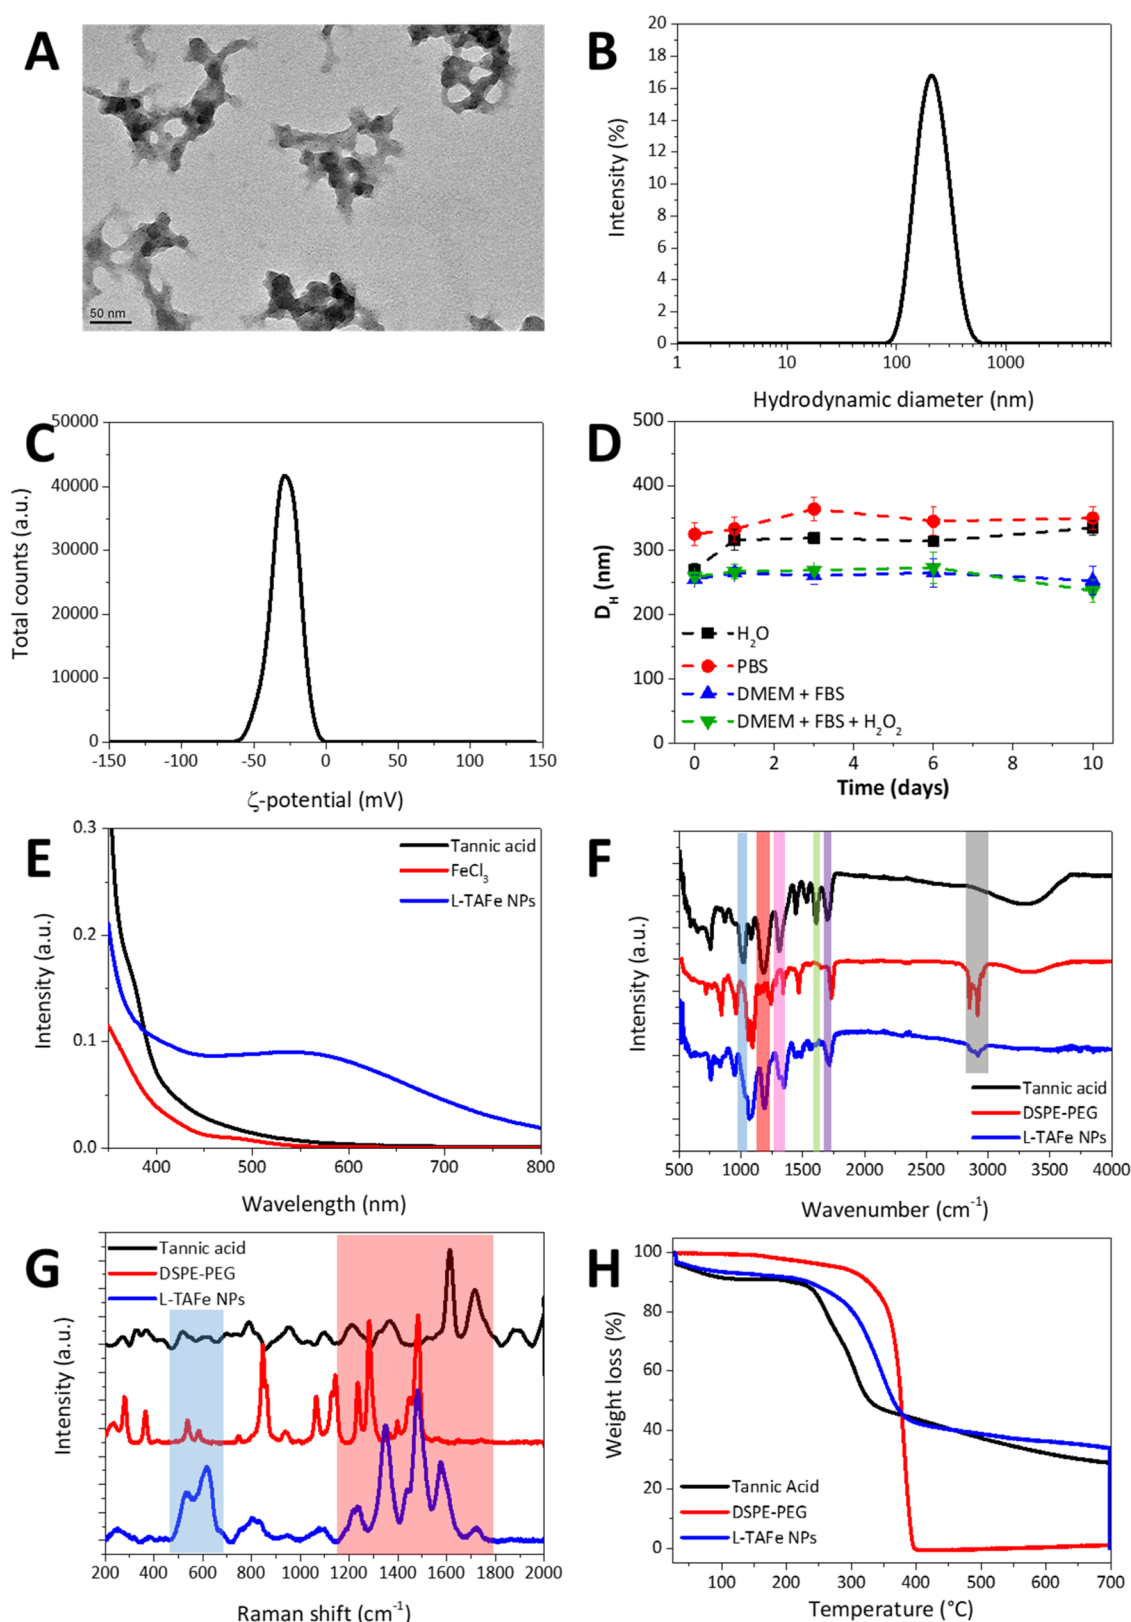 A
50 nm
B
20
18
16
14
12
10
8
6
4
2
0
Intensity (%)
1 10 100 1000
Hydrodynamic diameter (nm)
C
50000
40000
30000
20000
10000
0
Total counts (a.u.)
-150 -100 -50 0 50 100 150
ζ-potential (mV)
D
500
400
300
200
100
0
D_H (nm)
H₂O
PBS
DMEM + FBS
DMEM + FBS + H₂O₂
0 2 4 6 8 10
Time (days)
E
0.3
0.2
0.1
0.0
Intensity (a.u.)
Tannic acid
FeCl₃
L-TAFe NPs
400 500 600 700 800
Wavelength (nm)
F
Intensity (a.u.)
Tannic acid
DSPE-PEG
L-TAFe NPs
500 1000 1500 2000 2500 3000 3500 4000
Wavenumber (cm⁻¹)
G
Intensity (a.u.)
Tannic acid
DSPE-PEG
L-TAFe NPs
200 400 600 800 1000 1200 1400 1600 1800 2000
Raman shift (cm⁻¹)
H
100
80
60
40
20
0
Weight loss (%)
Tannic Acid
DSPE-PEG
L-TAFe NPs
100 200 300 400 500 600 700
Temperature (°C)